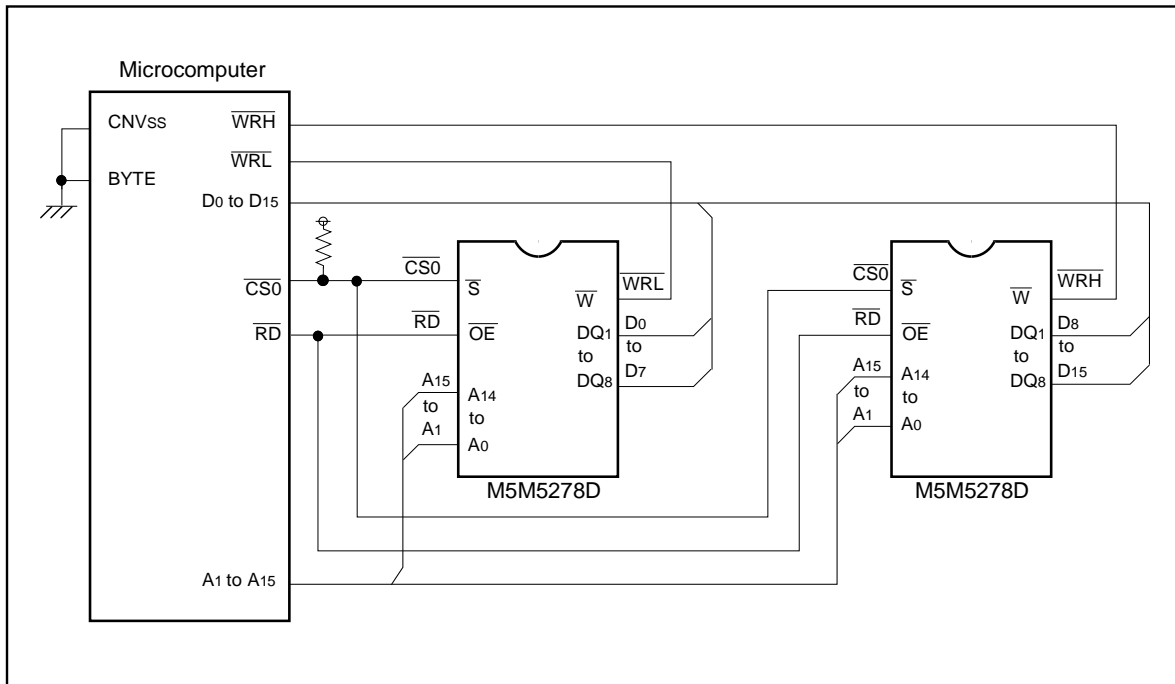 Microcomputer
CNVSS
WRH
BYTE
WRL
D0 to D15
CS0
RD
A1 to A15
CS0
RD
A15
to
A1
S
OE
A14
to
A0
W
DQ1
to
DQ8
WRL
D0
to
D7
M5M5278D
CS0
RD
A15
to
A1
S
OE
A14
to
A0
W
DQ1
to
DQ8
WRH
D8
to
D15
M5M5278D